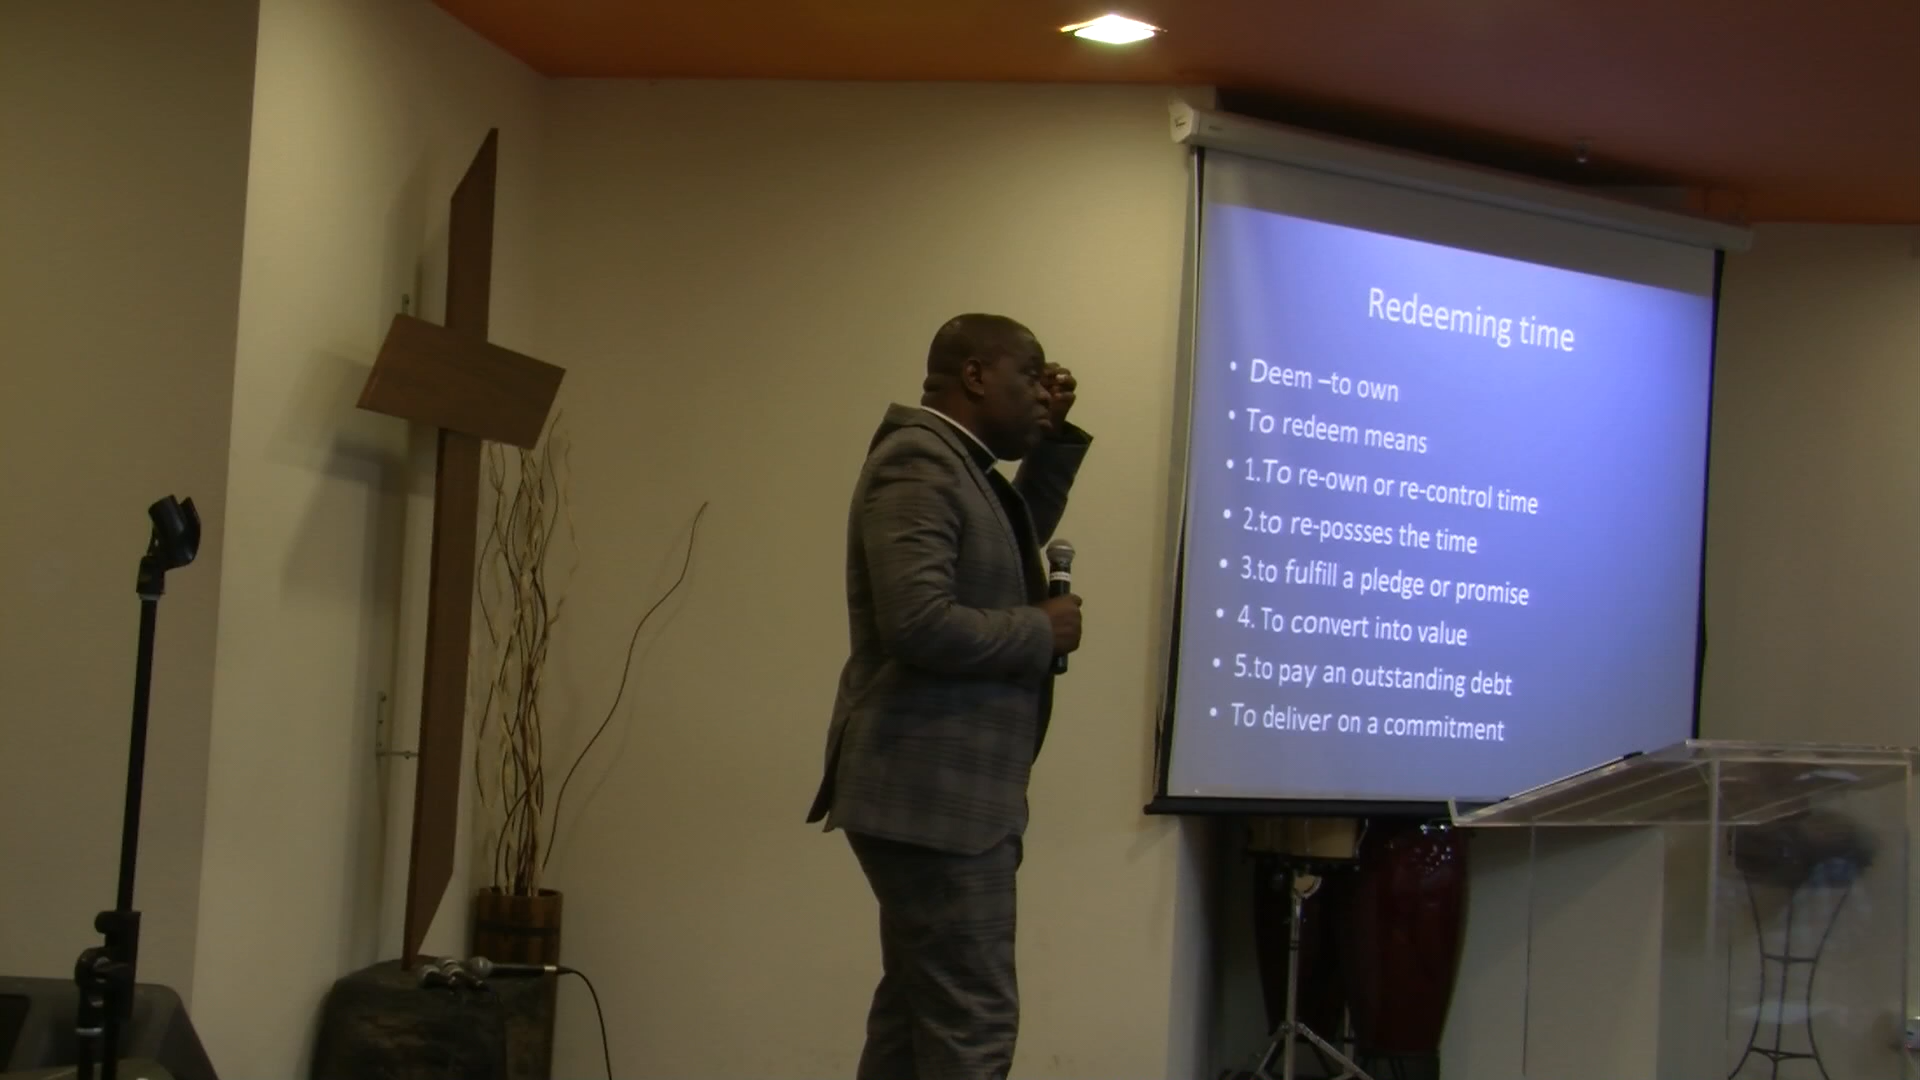 Redeeming time
• Deem –to own
• To redeem means
• 1.To re-own or re-control time
• 2.to re-possses the time
• 3.to fulfill a pledge or promise
• 4. To convert into value
• 5.to pay an outstanding debt
• To deliver on a commitment